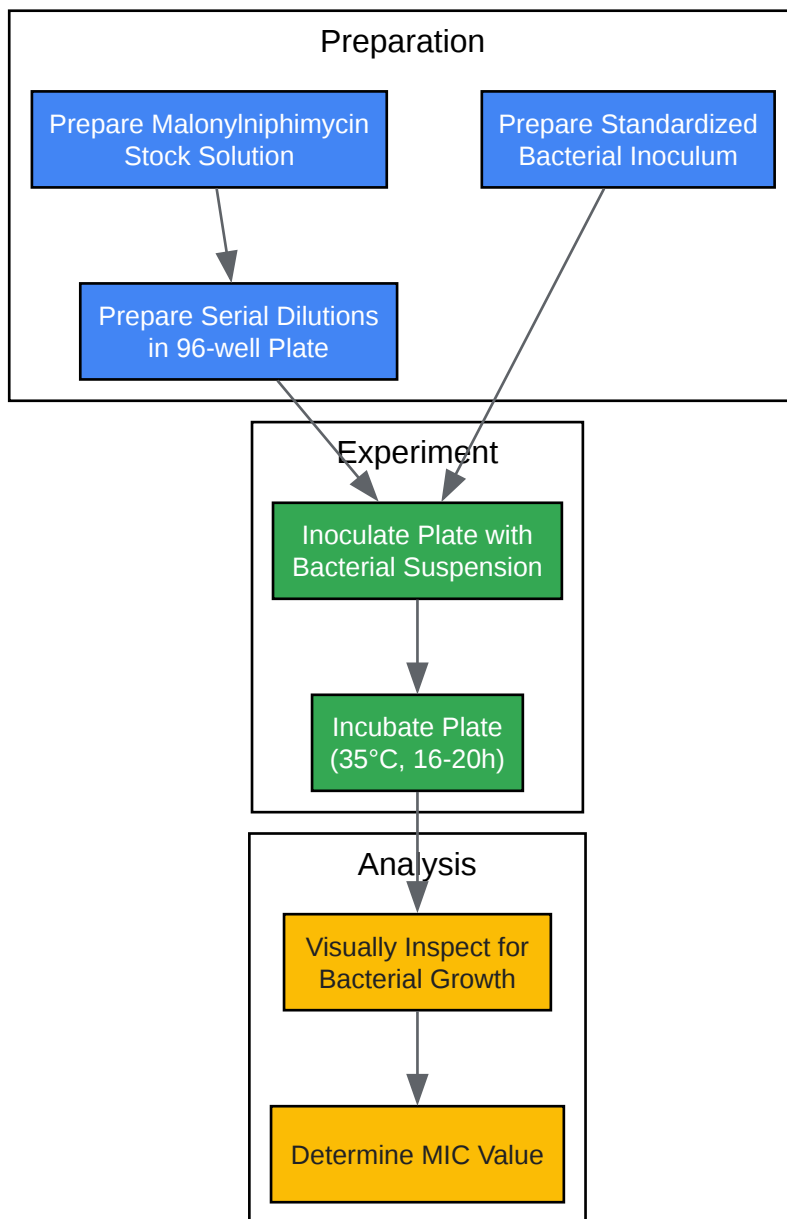 Preparation
Prepare Malonylniphimycin
Stock Solution
Prepare Standardized
Bacterial Inoculum
Prepare Serial Dilutions
in 96-well Plate
Experiment
Inoculate Plate with
Bacterial Suspension
Incubate Plate
(35°C, 16-20h)
Analysis
Visually Inspect for
Bacterial Growth
Determine MIC Value